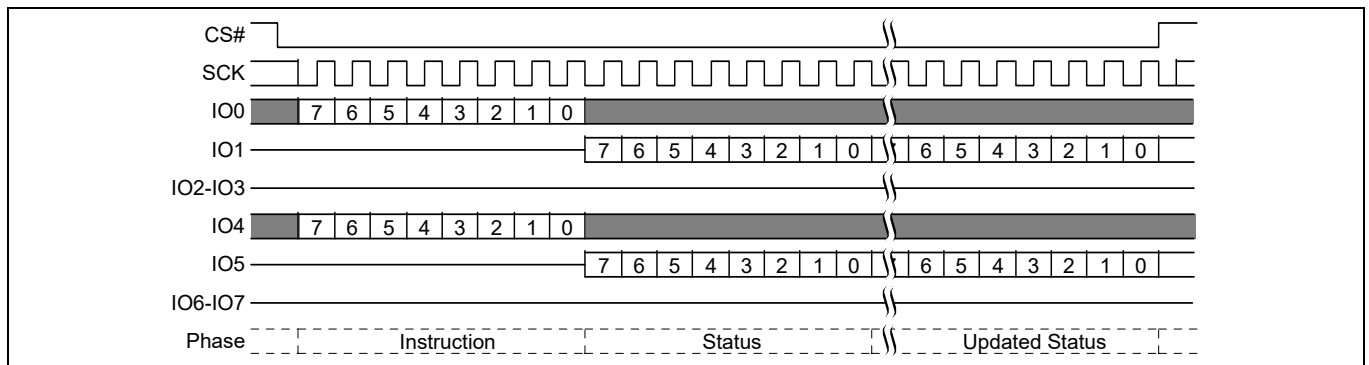 CS#
SCK
IO0 7 6 5 4 3 2 1 0
IO1 7 6 5 4 3 2 1 0 6 5 4 3 2 1 0
IO2-IO3
IO4 7 6 5 4 3 2 1 0
IO5 7 6 5 4 3 2 1 0 6 5 4 3 2 1 0
IO6-IO7
Phase Instruction Status Updated Status